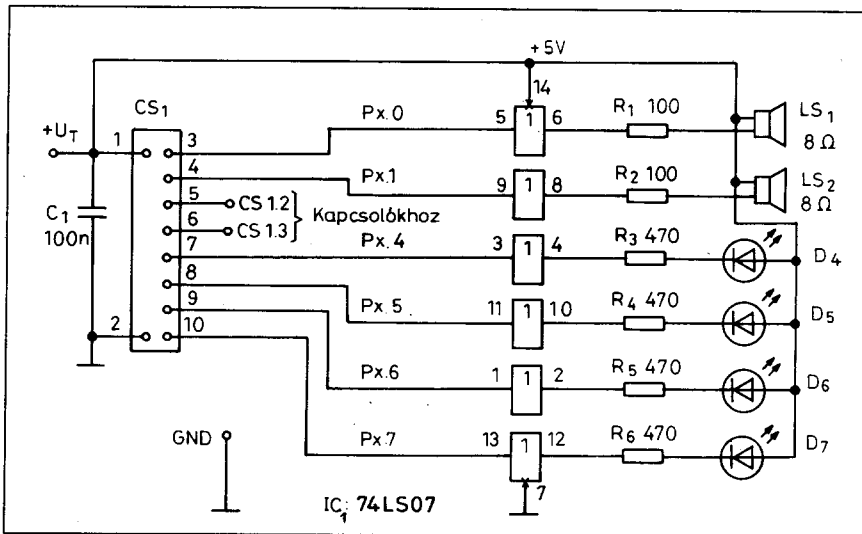 +5V
14
CS1
+UT
1
3
Px.0
5
1
6
R1 100
LS1
8 Ω
4
Px.1
9
1
8
R2 100
LS2
8 Ω
C1
100n
5
CS 1.2
6
CS 1.3
Kapcsolókhoz
7
Px.4
3
1
4
R3 470
D4
8
Px.5
11
1
10
R4 470
D5
9
Px.6
1
1
2
R5 470
D6
2
10
Px.7
13
1
12
R6 470
D7
7
GND
IC1: 74LS07